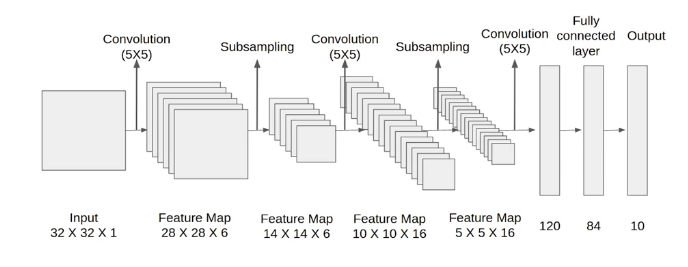 Convolution
(5X5)
Subsampling
Convolution
(5X5)
Subsampling
Convolution
(5X5)
Fully
connected
layer
Output
Input
32 X 32 X 1
Feature Map
28 X 28 X 6
Feature Map
14 X 14 X 6
Feature Map
10 X 10 X 16
Feature Map
5 X 5 X 16
120
84
10